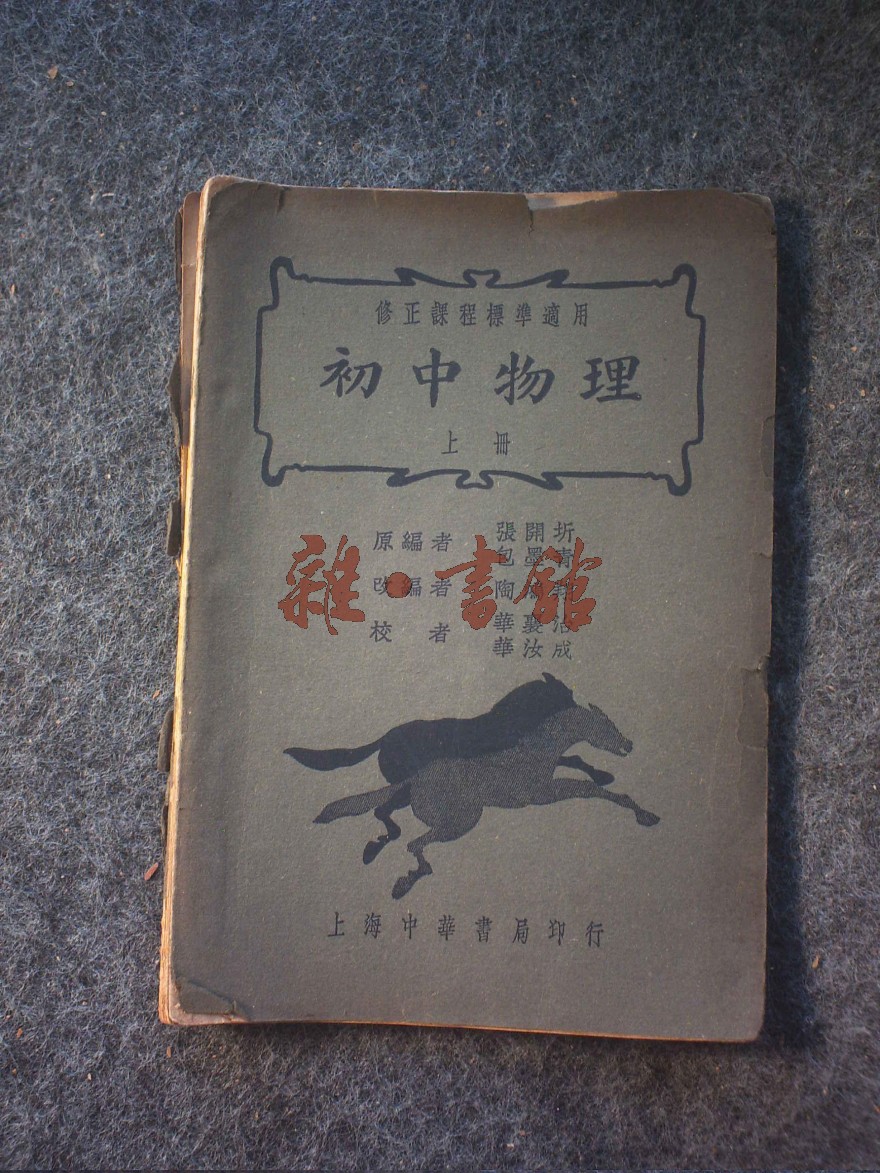 修正課程標準適用
初中物理
上冊
原編者 張開圻
包墨青
改編者 陶
校者 華襲治
華汝成
雜·書館
上海中華書局印行